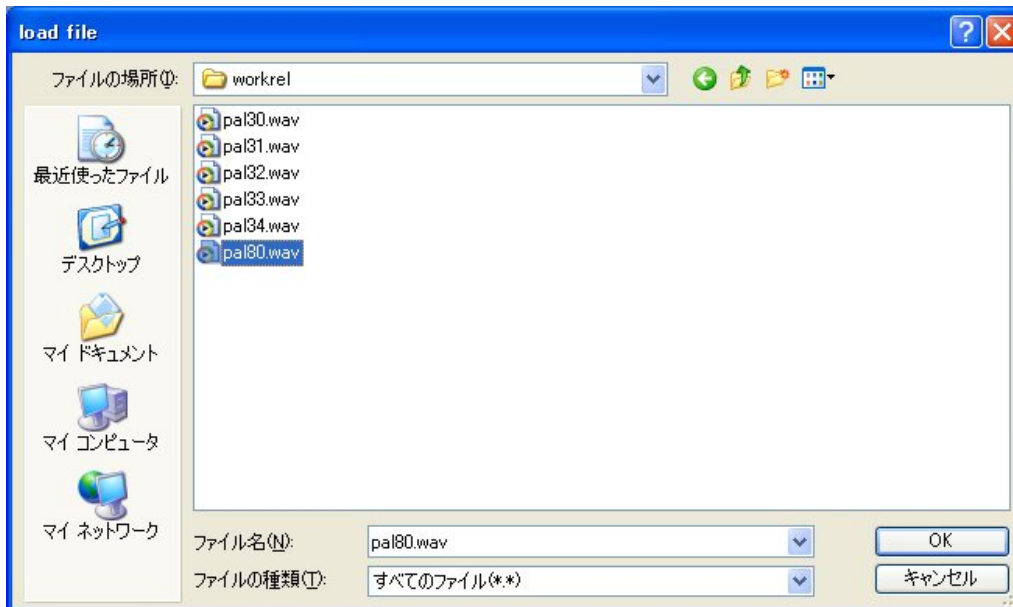 load file
ファイルの場所(I):
workrel
最近使ったファイル
デスクトップ
マイ ドキュメント
マイ コンピュータ
マイ ネットワーク
pal30.wav
pal31.wav
pal32.wav
pal33.wav
pal34.wav
pal80.wav
ファイル名(N):
pal80.wav
OK
ファイルの種類(T):
すべてのファイル(*.*)
キャンセル